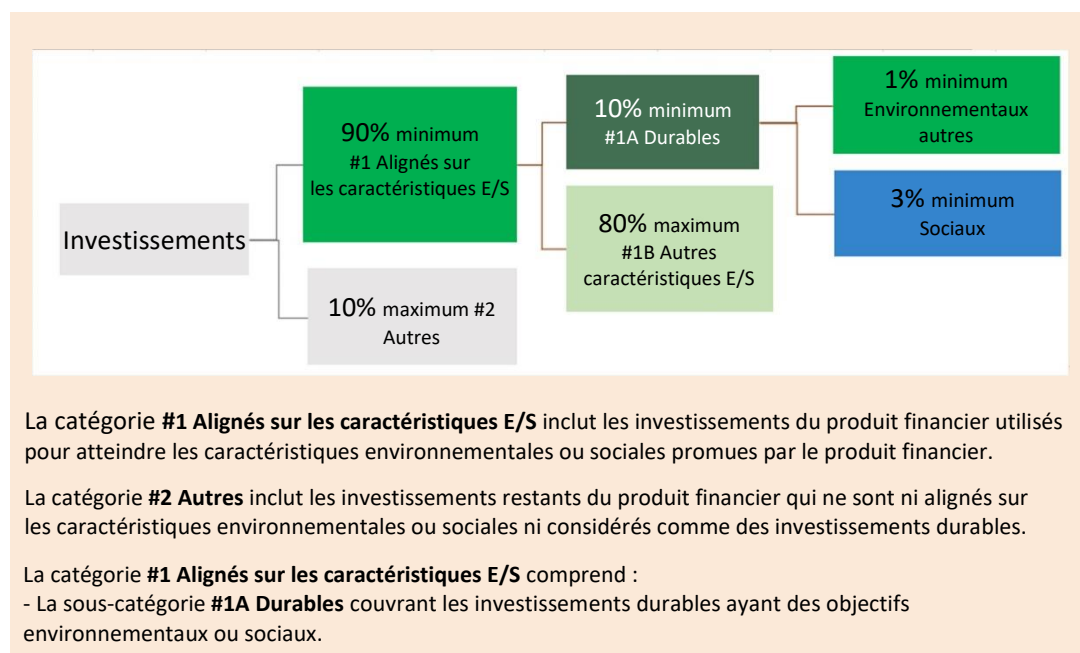 Investissements
90% minimum
#1 Alignés sur
les caractéristiques E/S
10% maximum #2
Autres
10% minimum
#1A Durables
80% maximum
#1B Autres
caractéristiques E/S
1% minimum
Environnementaux
autres
3% minimum
Sociaux
La catégorie #1 Alignés sur les caractéristiques E/S inclut les investissements du produit financier utilisés
pour atteindre les caractéristiques environnementales ou sociales promues par le produit financier.
La catégorie #2 Autres inclut les investissements restants du produit financier qui ne sont ni alignés sur
les caractéristiques environnementales ou sociales ni considérés comme des investissements durables.
La catégorie #1 Alignés sur les caractéristiques E/S comprend :
- La sous-catégorie #1A Durables couvrant les investissements durables ayant des objectifs
environnementaux ou sociaux.